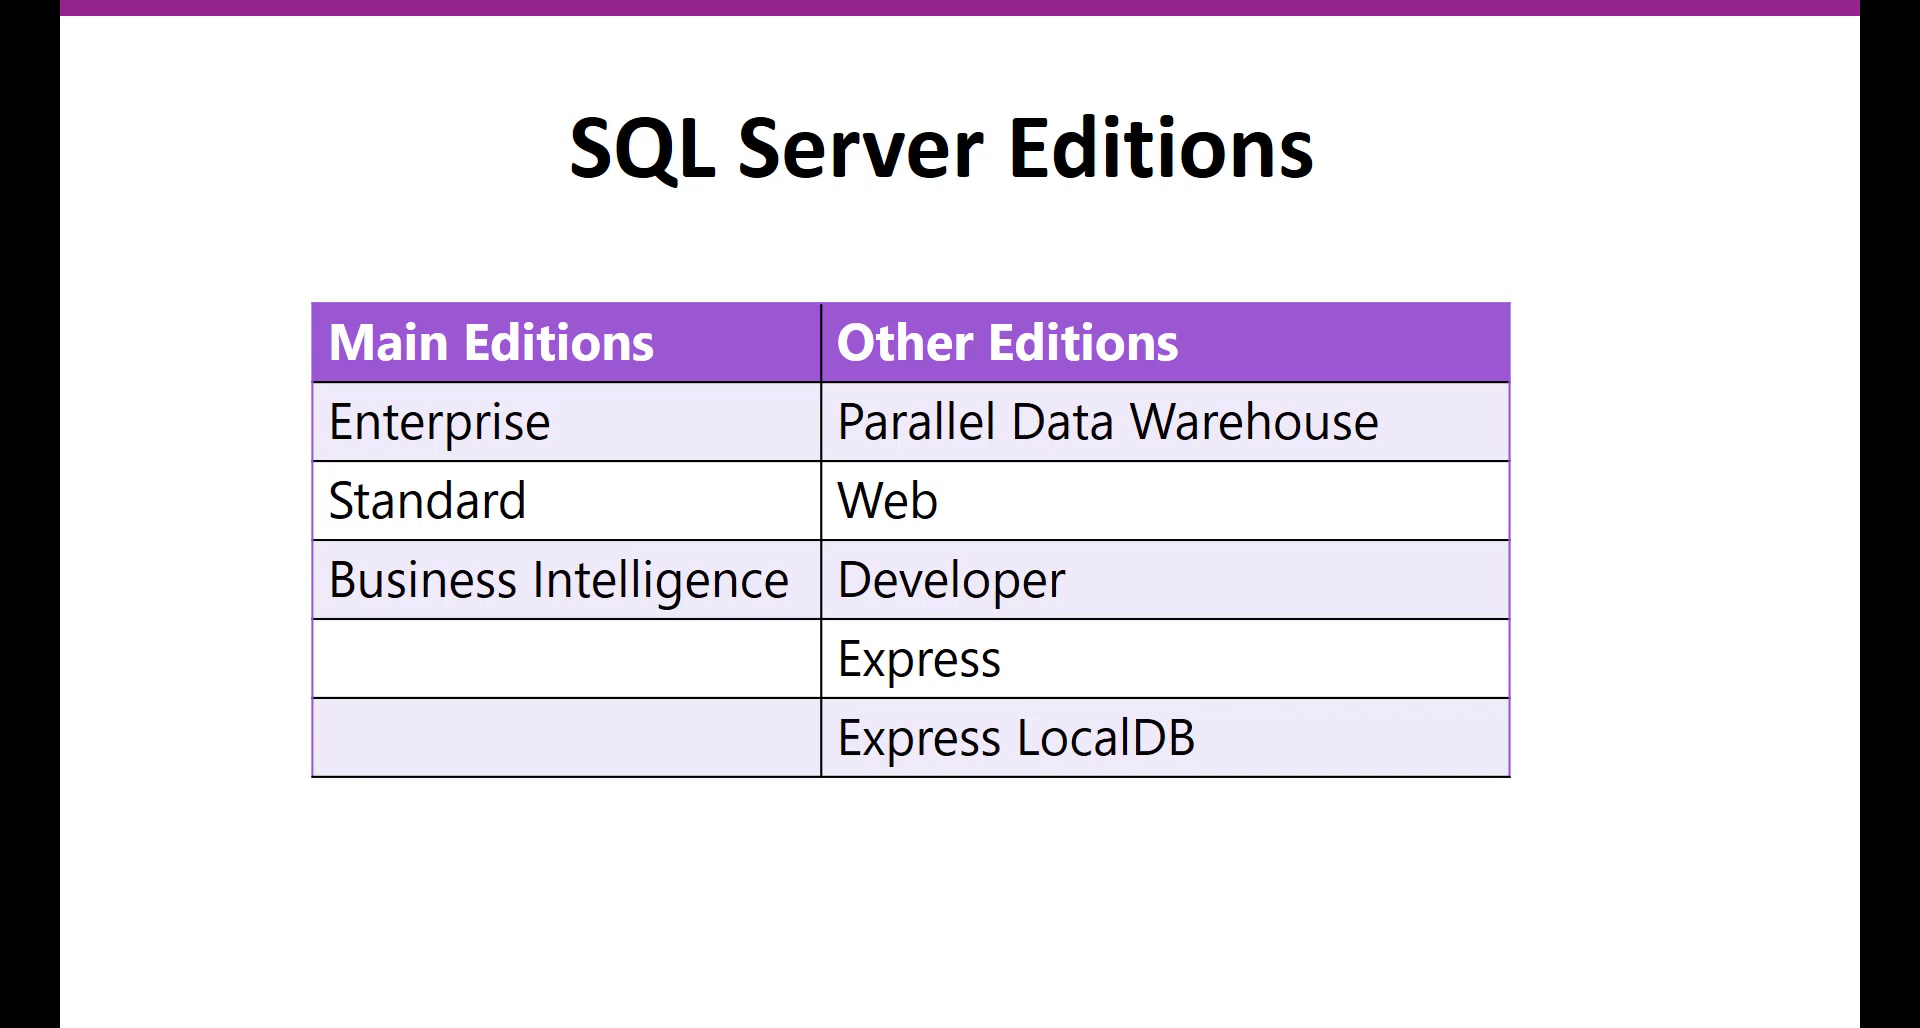 SQL Server Editions
Main Editions Other Editions
Enterprise Parallel Data Warehouse
Standard Web
Business Intelligence Developer
Express
Express LocalDB